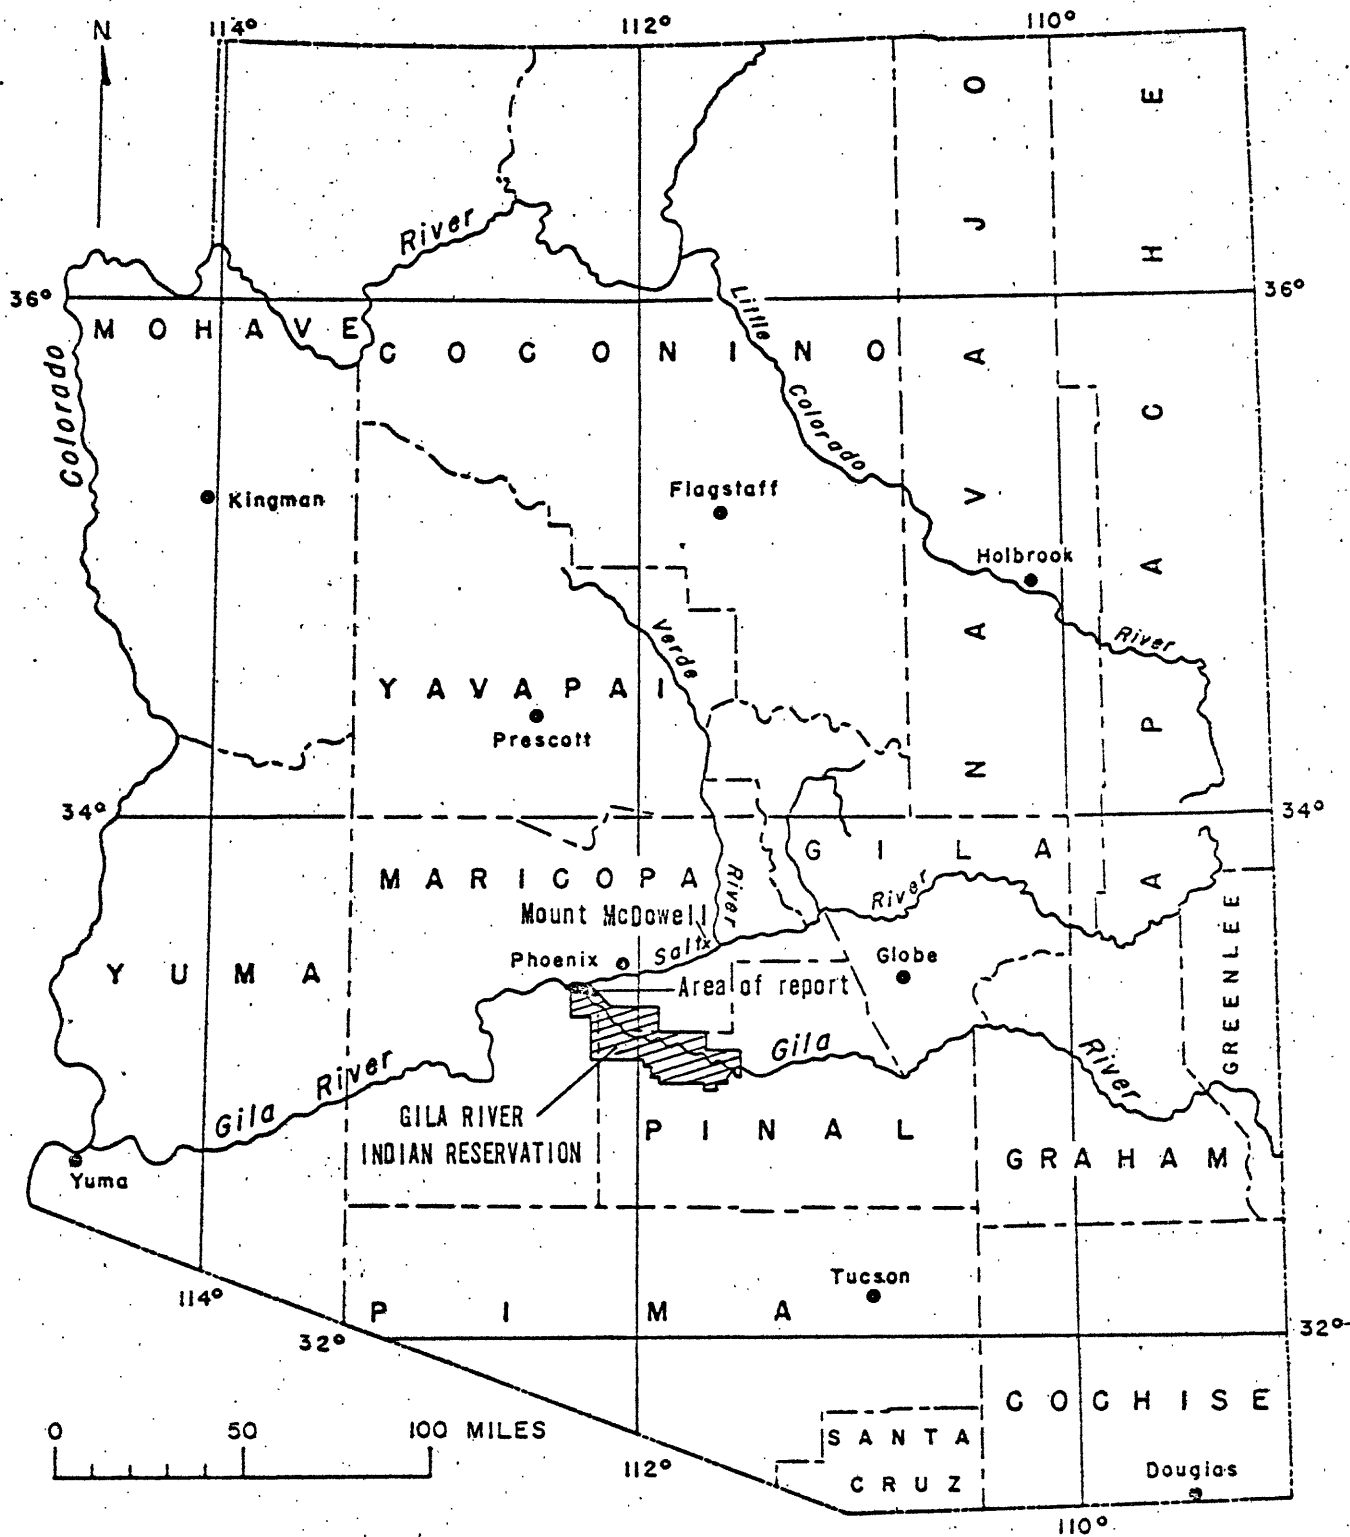 N
114°
112°
110°
River
36°
36°
MOHAVE
COCONINO
NAVAJO
APACHE
Little
Colorado
River
Colorado
Kingman
Flagstaff
Holbrook
Verde
River
YAVAPAI
Prescott
34°
34°
MARICOPA
GILA
Mount McDowell
x
Salt
River
Phoenix
Globe
Area of report
YUMA
GREENLEE
Gila
River
Gila
River
GILA RIVER
INDIAN RESERVATION
PINAL
GRAHAM
Yuma
Tucson
114°
PIMA
32°
32°
COCHISE
0 50 100 MILES
SANTA
CRUZ
112°
Douglas
110°